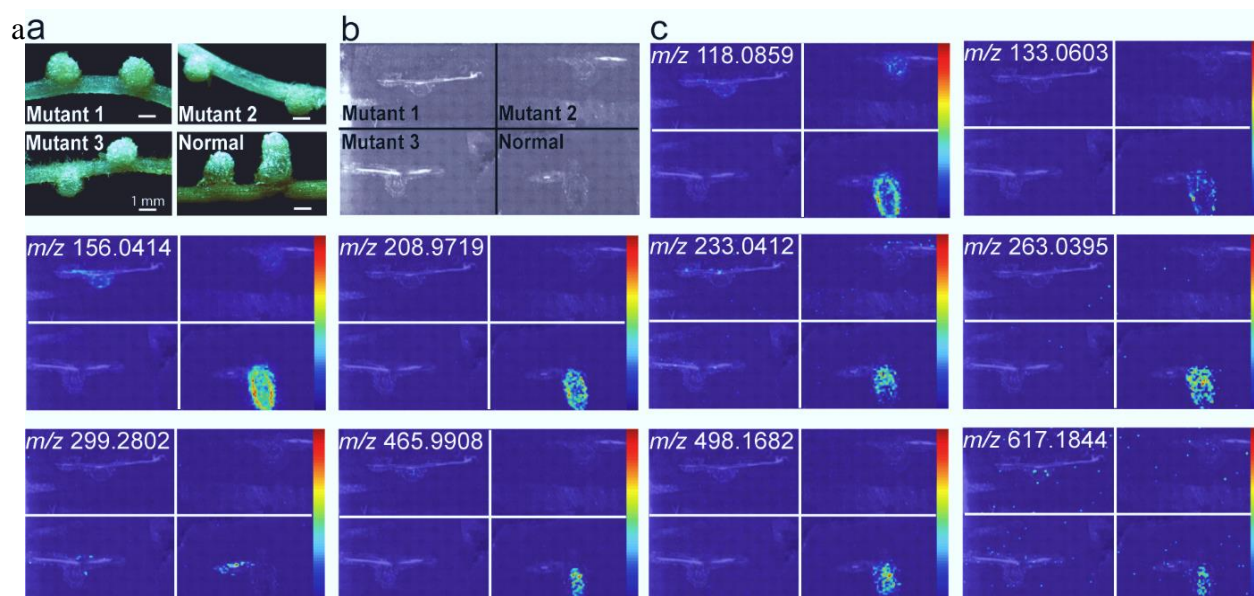 aa
Mutant 1
Mutant 2
Mutant 3
Normal
1 mm
b
Mutant 1
Mutant 2
Mutant 3
Normal
c
m/z 118.0859
m/z 133.0603
m/z 156.0414
m/z 208.9719
m/z 233.0412
m/z 263.0395
m/z 299.2802
m/z 465.9908
m/z 498.1682
m/z 617.1844